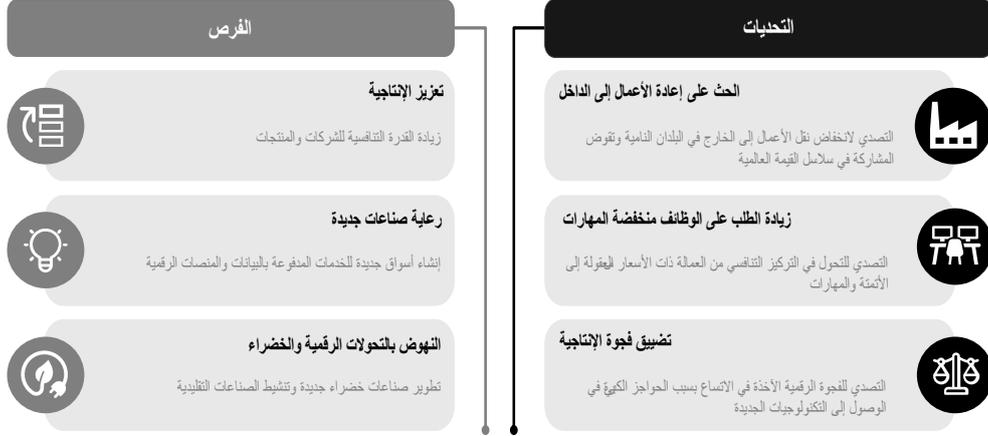 التحديات
الحث على إعادة الأعمال إلى الداخل
التصدي لانخفاض نقل الأعمال إلى الخارج في البلدان النامية وتقوض
المشاركة في سلاسل القيمة العالمية
زيادة الطلب على الوظائف منخفضة المهارات
التصدي للتحول في التركيز التنافسي من العمالة ذات الأسعار المعقولة إلى
الأتمتة والمهارات
تضييق فجوة الإنتاجية
التصدي للفجوة الرقمية الآخذة في الاتساع بسبب الحواجز الكبيرة في
الوصول إلى التكنولوجيات الجديدة
الفرص
تعزيز الإنتاجية
زيادة القدرة التنافسية للشركات والمنتجات
رعاية صناعات جديدة
إنشاء أسواق جديدة للخدمات المدفوعة بالبيانات والمنصات الرقمية
النهوض بالتحولات الرقمية والخضراء
تطوير صناعات خضراء جديدة وتنشيط الصناعات التقليدية